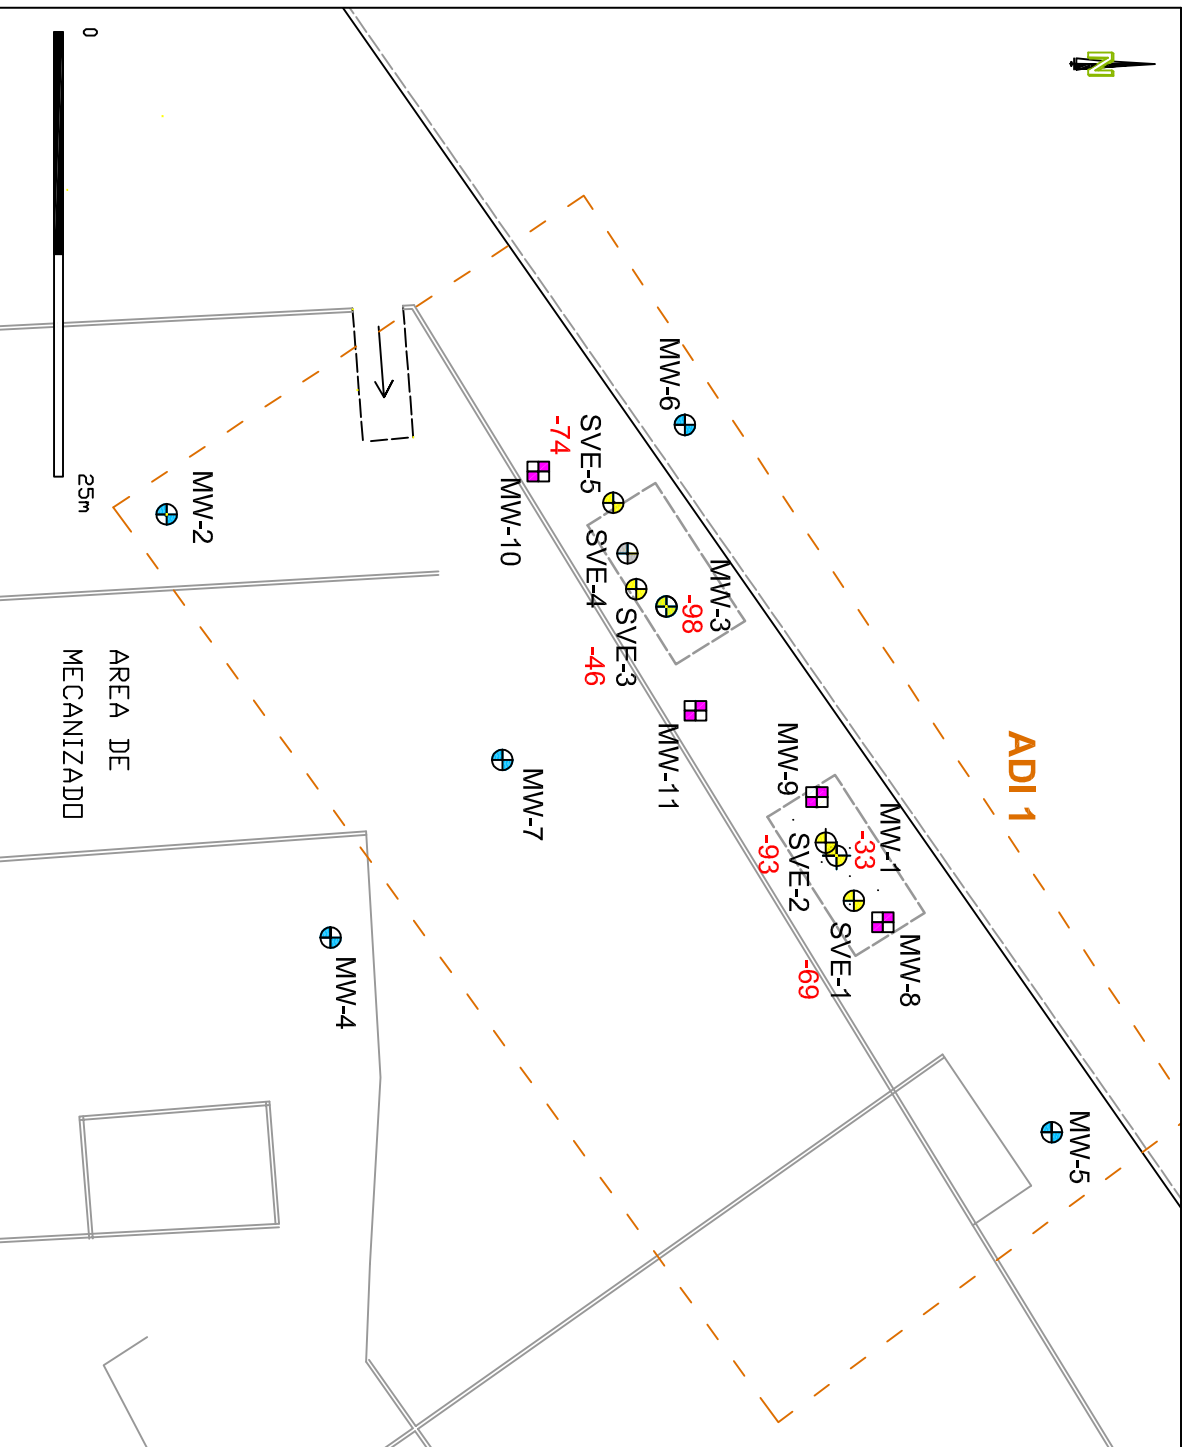 N
ADI 1
MW-5
MW-8
MW-1
-33
SVE-1
-69
MW-9
SVE-2
-93
MW-3
-98
MW-11
MW-6
SVE-3
-46
SVE-4
SVE-5
-74
MW-10
MW-7
MW-4
MW-2
AREA DE
MECANIZADO
0
25m